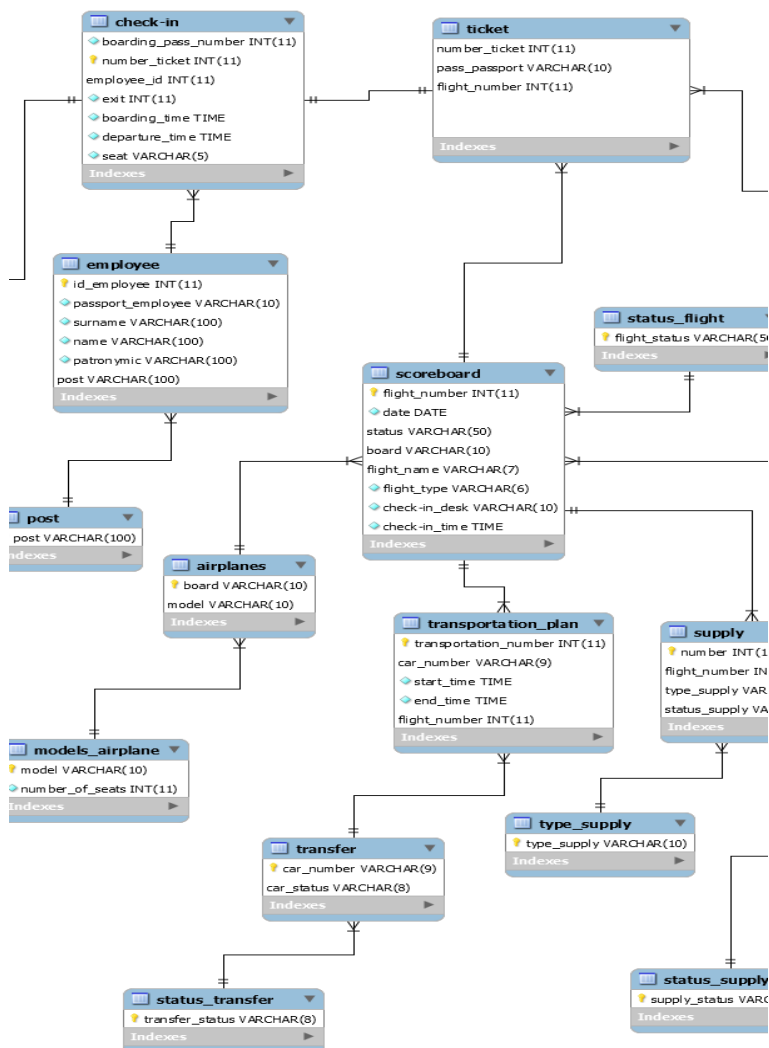 check-in
boarding_pass_number INT(11)
number_ticket INT(11)
employee_id INT(11)
exit INT(11)
boarding_time TIME
departure_time TIME
seat VARCHAR(5)
Indexes
ticket
number_ticket INT(11)
pass_passport VARCHAR(10)
flight_number INT(11)
Indexes
employee
id_employee INT(11)
passport_employee VARCHAR(10)
surname VARCHAR(100)
name VARCHAR(100)
patronymic VARCHAR(100)
post VARCHAR(100)
Indexes
status_flight
flight_status VARCHAR(50
Indexes
scoreboard
flight_number INT(11)
date DATE
status VARCHAR(50)
board VARCHAR(10)
flight_name VARCHAR(7)
flight_type VARCHAR(6)
check-in_desk VARCHAR(10)
check-in_time TIME
Indexes
post
post VARCHAR(100)
Indexes
airplanes
board VARCHAR(10)
model VARCHAR(10)
Indexes
transportation_plan
transportation_number INT(11)
car_number VARCHAR(9)
start_time TIME
end_time TIME
flight_number INT(11)
Indexes
supply
number INT(1
flight_number IN
type_supply VAR
status_supply VA
Indexes
models_airplane
model VARCHAR(10)
number_of_seats INT(11)
Indexes
type_supply
type_supply VARCHAR(10)
Indexes
transfer
car_number VARCHAR(9)
car_status VARCHAR(8)
Indexes
status_supply
supply_status VARC
Indexes
status_transfer
transfer_status VARCHAR(8)
Indexes